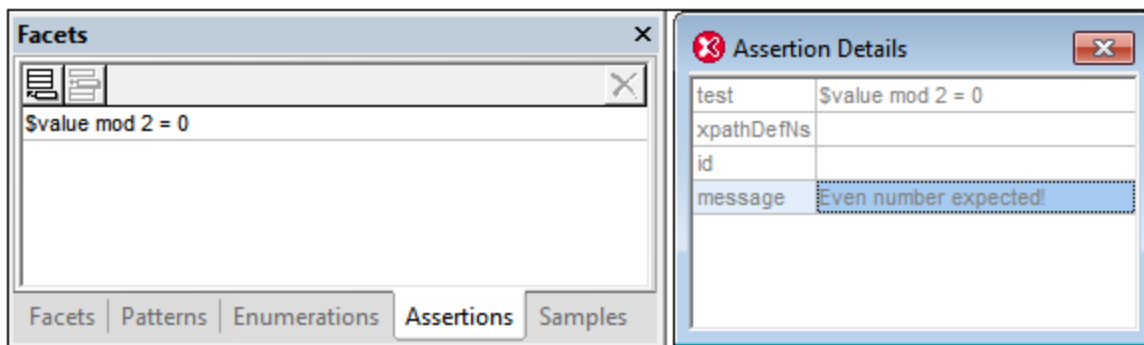 Facets
$value mod 2 = 0
Facets Patterns Enumerations Assertions Samples
Assertion Details
test $value mod 2 = 0
xpathDefNs
id
message Even number expected!